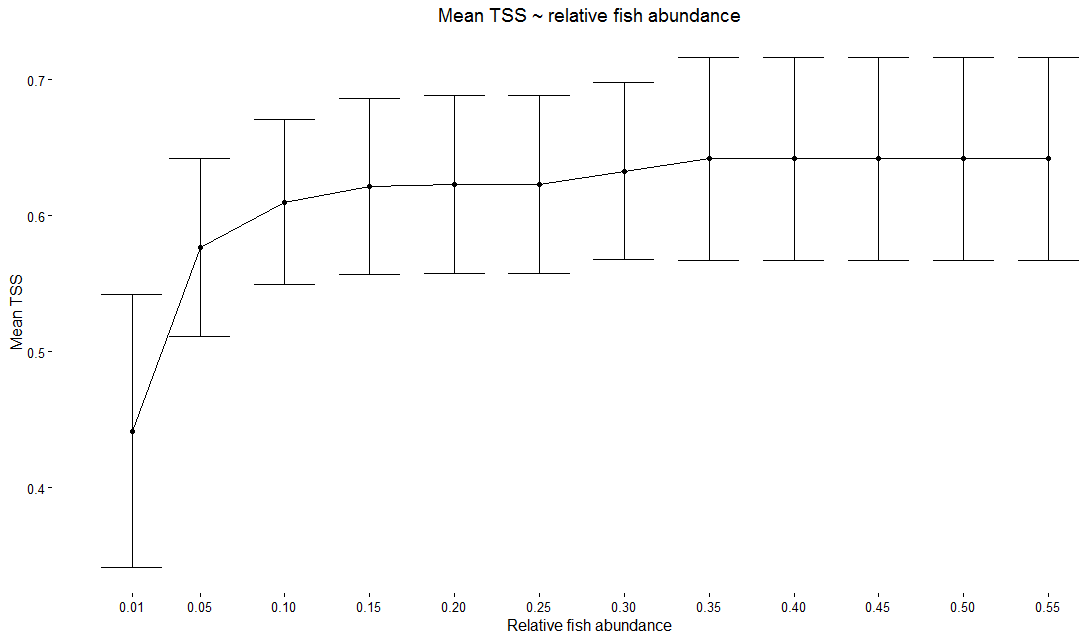 Mean TSS ~ relative fish abundance
0.7
0.6
0.5
0.4
Mean TSS
0.01 0.05 0.10 0.15 0.20 0.25 0.30 0.35 0.40 0.45 0.50 0.55
Relative fish abundance